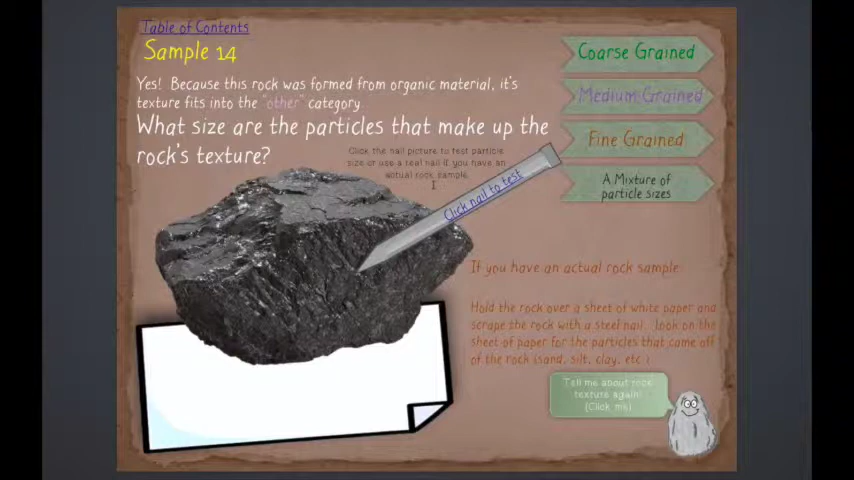 Table of Contents
Sample 14
Yes! Because this rock was formed from organic material, it's
texture fits into the "other" category.
What size are the particles that make up the
rock's texture?
Click the nail picture to test particle
size or use a real nail if you have an
actual rock sample.
Click nail to test
Coarse Grained
Medium Grained
Fine Grained
A Mixture of
particle sizes
If you have an actual rock sample:
Hold the rock over a sheet of white paper and
scrape the rock with a steel nail. look on the
sheet of paper for the particles that came off
of the rock (sand, silt, clay, etc.)
Tell me about rock
texture again!
(Click me)